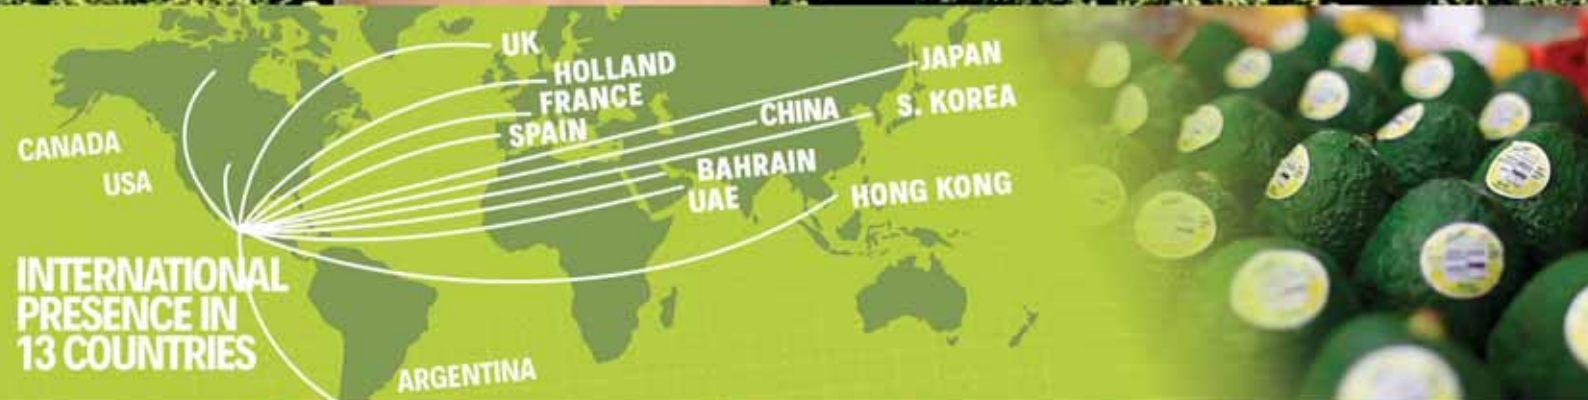 UK
HOLLAND
FRANCE
SPAIN
JAPAN
CHINA
S. KOREA
CANADA
USA
BAHRAIN
UAE
HONG KONG
INTERNATIONAL
PRESENCE IN
13 COUNTRIES
ARGENTINA